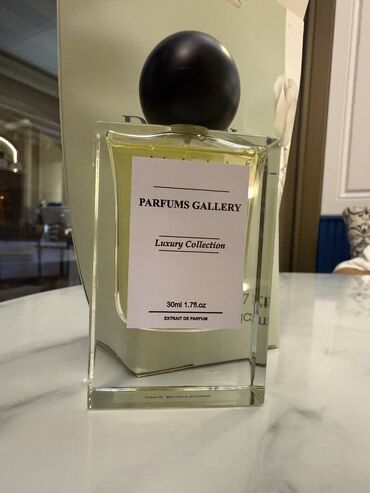 PARFUMS GALLERY
Luxury Collection
30ml 1.7fl.oz
EXTRAIT DE PARFUM